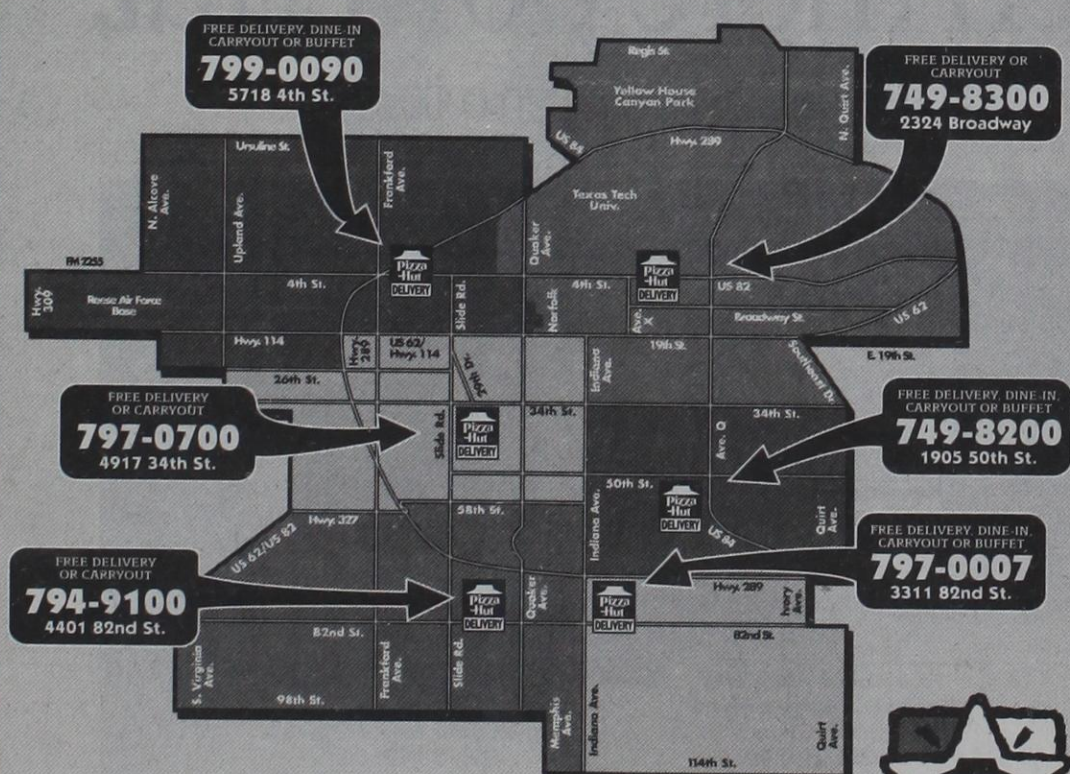 FREE DELIVERY, DINE-IN
CARRYOUT OR BUFFET
799-0090
5718 4th St.
FREE DELIVERY OR
CARRYOUT
749-8300
2324 Broadway
Regis St.
Yellow House
Canyon Park
N. Quirt Ave.
US 84
Hwy. 289
Ursuline St.
N. Alcove
Ave.
Upland Ave.
Frankford
Ave.
Texas Tech
Univ.
Quaker
Ave.
Pizza
Hut
DELIVERY
Pizza
Hut
DELIVERY
FM 2255
Hwy.
309
Reese Air Force
Base
4th St.
Slide Rd.
4th St.
Norfolk
US 82
Ave.
X
Broadway St.
US 62
Hwy. 114
Hwy.
289
US 62/
Hwy. 114
29th Dr.
19th St.
Indiana
Ave.
Southeast Dr.
E. 19th St.
26th St.
FREE DELIVERY
OR CARRYOUT
797-0700
4917 34th St.
Slide Rd.
Pizza
Hut
DELIVERY
34th St.
34th St.
Ave. Q
FREE DELIVERY, DINE-IN,
CARRYOUT OR BUFFET
749-8200
1905 50th St.
50th St.
Pizza
Hut
DELIVERY
58th St.
Hwy. 327
US 62/US 82
Indiana Ave.
US 84
Quirt
Ave.
FREE DELIVERY, DINE-IN,
CARRYOUT OR BUFFET
797-0007
3311 82nd St.
FREE DELIVERY
OR CARRYOUT
794-9100
4401 82nd St.
Pizza
Hut
DELIVERY
Quaker
Ave.
Pizza
Hut
DELIVERY
Hwy. 289
Ivory
Ave.
82nd St.
82nd St.
S. Virginia
Ave.
Frankford
Ave.
Slide Rd.
98th St.
Memphis
Ave.
Indiana Ave.
Quirt
Ave.
114th St.